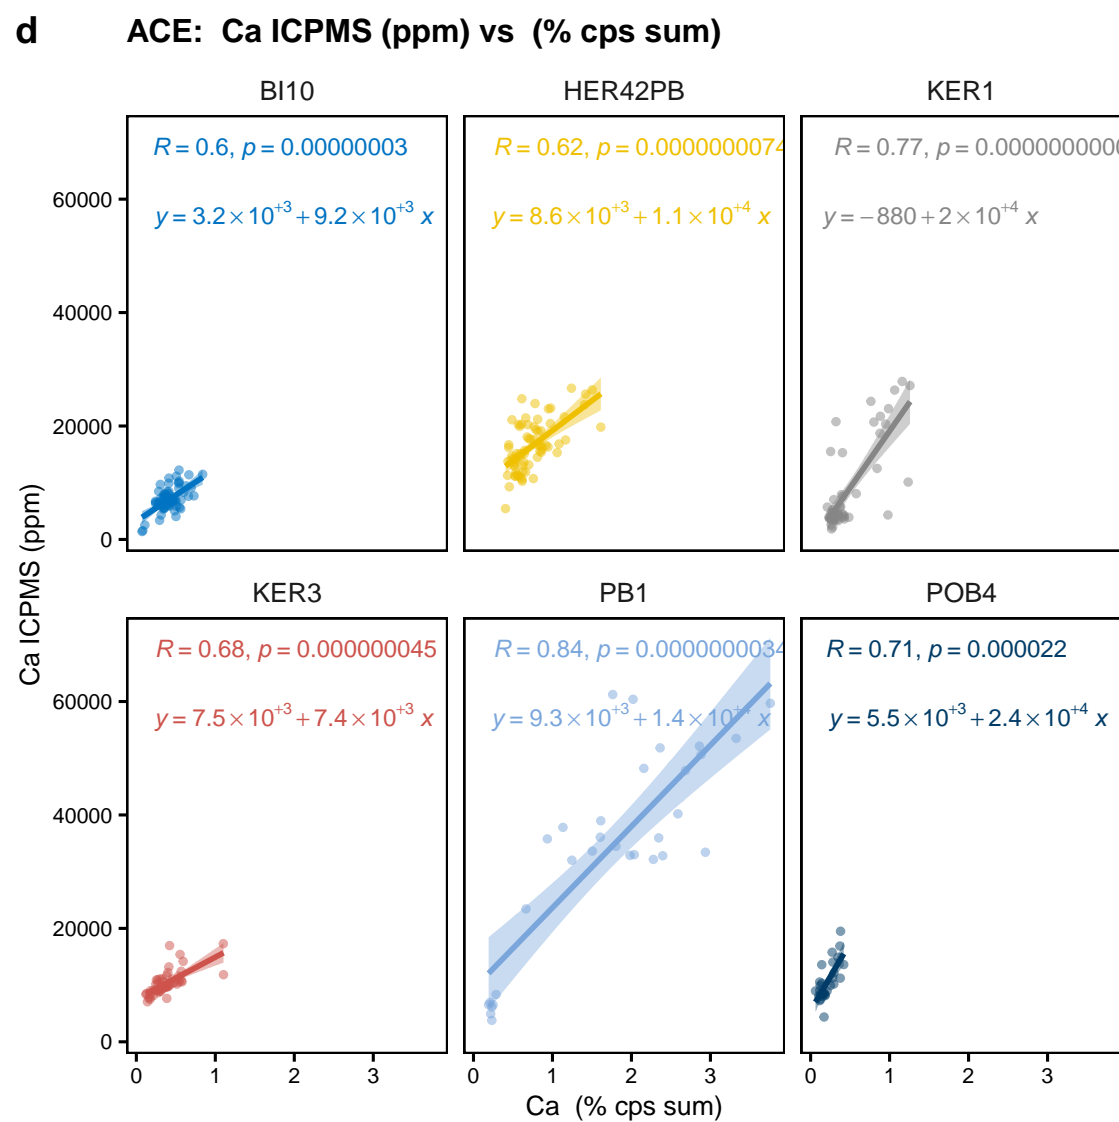 d ACE: Ca ICPMS (ppm) vs (% cps sum)
BI10 HER42PB KER1
R = 0.6, p = 0.00000003
y = 3.2×10⁺³ + 9.2×10⁺³ x
R = 0.62, p = 0.0000000074
y = 8.6×10⁺³ + 1.1×10⁺⁴ x
R = 0.77, p = 0.0000000000
y = −880 + 2×10⁺⁴ x
60000
40000
20000
0
Ca ICPMS (ppm)
KER3 PB1 POB4
R = 0.68, p = 0.000000045
y = 7.5×10⁺³ + 7.4×10⁺³ x
R = 0.84, p = 0.0000000034
y = 9.3×10⁺³ + 1.4×10⁺⁴ x
R = 0.71, p = 0.000022
y = 5.5×10⁺³ + 2.4×10⁺⁴ x
60000
40000
20000
0
0 1 2 3 0 1 2 3 0 1 2 3
Ca (% cps sum)